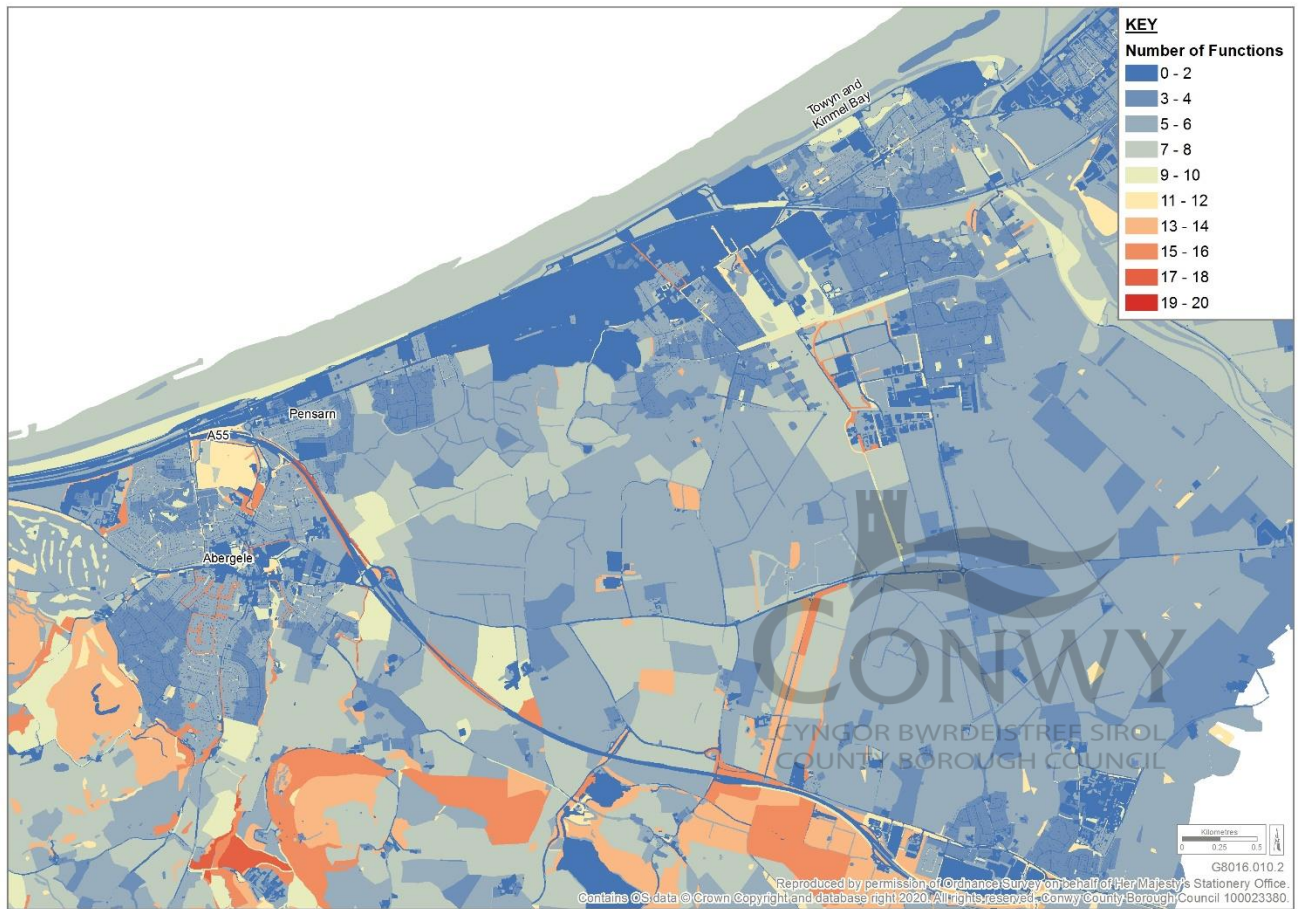 KEY
Number of Functions
0 - 2
3 - 4
5 - 6
7 - 8
9 - 10
11 - 12
13 - 14
15 - 16
17 - 18
19 - 20
Towyn and
Kinmel Bay
Pensarn
A55
Abergele
CONWY
CYNGOR BWRDEISTREF SIROL
COUNTY BOROUGH COUNCIL
Kilometres
0 0.25 0.5
G8016.010.2
Reproduced by permission of Ordnance Survey on behalf of Her Majesty's Stationery Office.
Contains OS data © Crown Copyright and database right 2020. All rights reserved. Conwy County Borough Council 100023380.